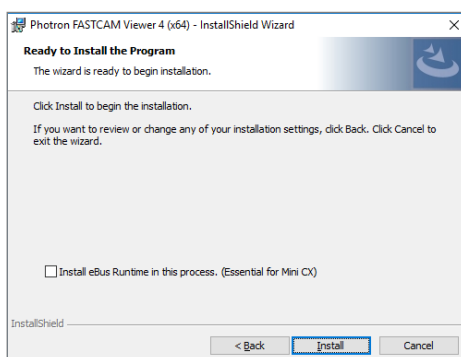 Photron FASTCAM Viewer 4 (x64) - InstallShield Wizard
Ready to Install the Program
The wizard is ready to begin installation.
Click Install to begin the installation.
If you want to review or change any of your installation settings, click Back. Click Cancel to
exit the wizard.
Install eBus Runtime in this process. (Essential for Mini CX)
InstallShield
< Back
Install
Cancel